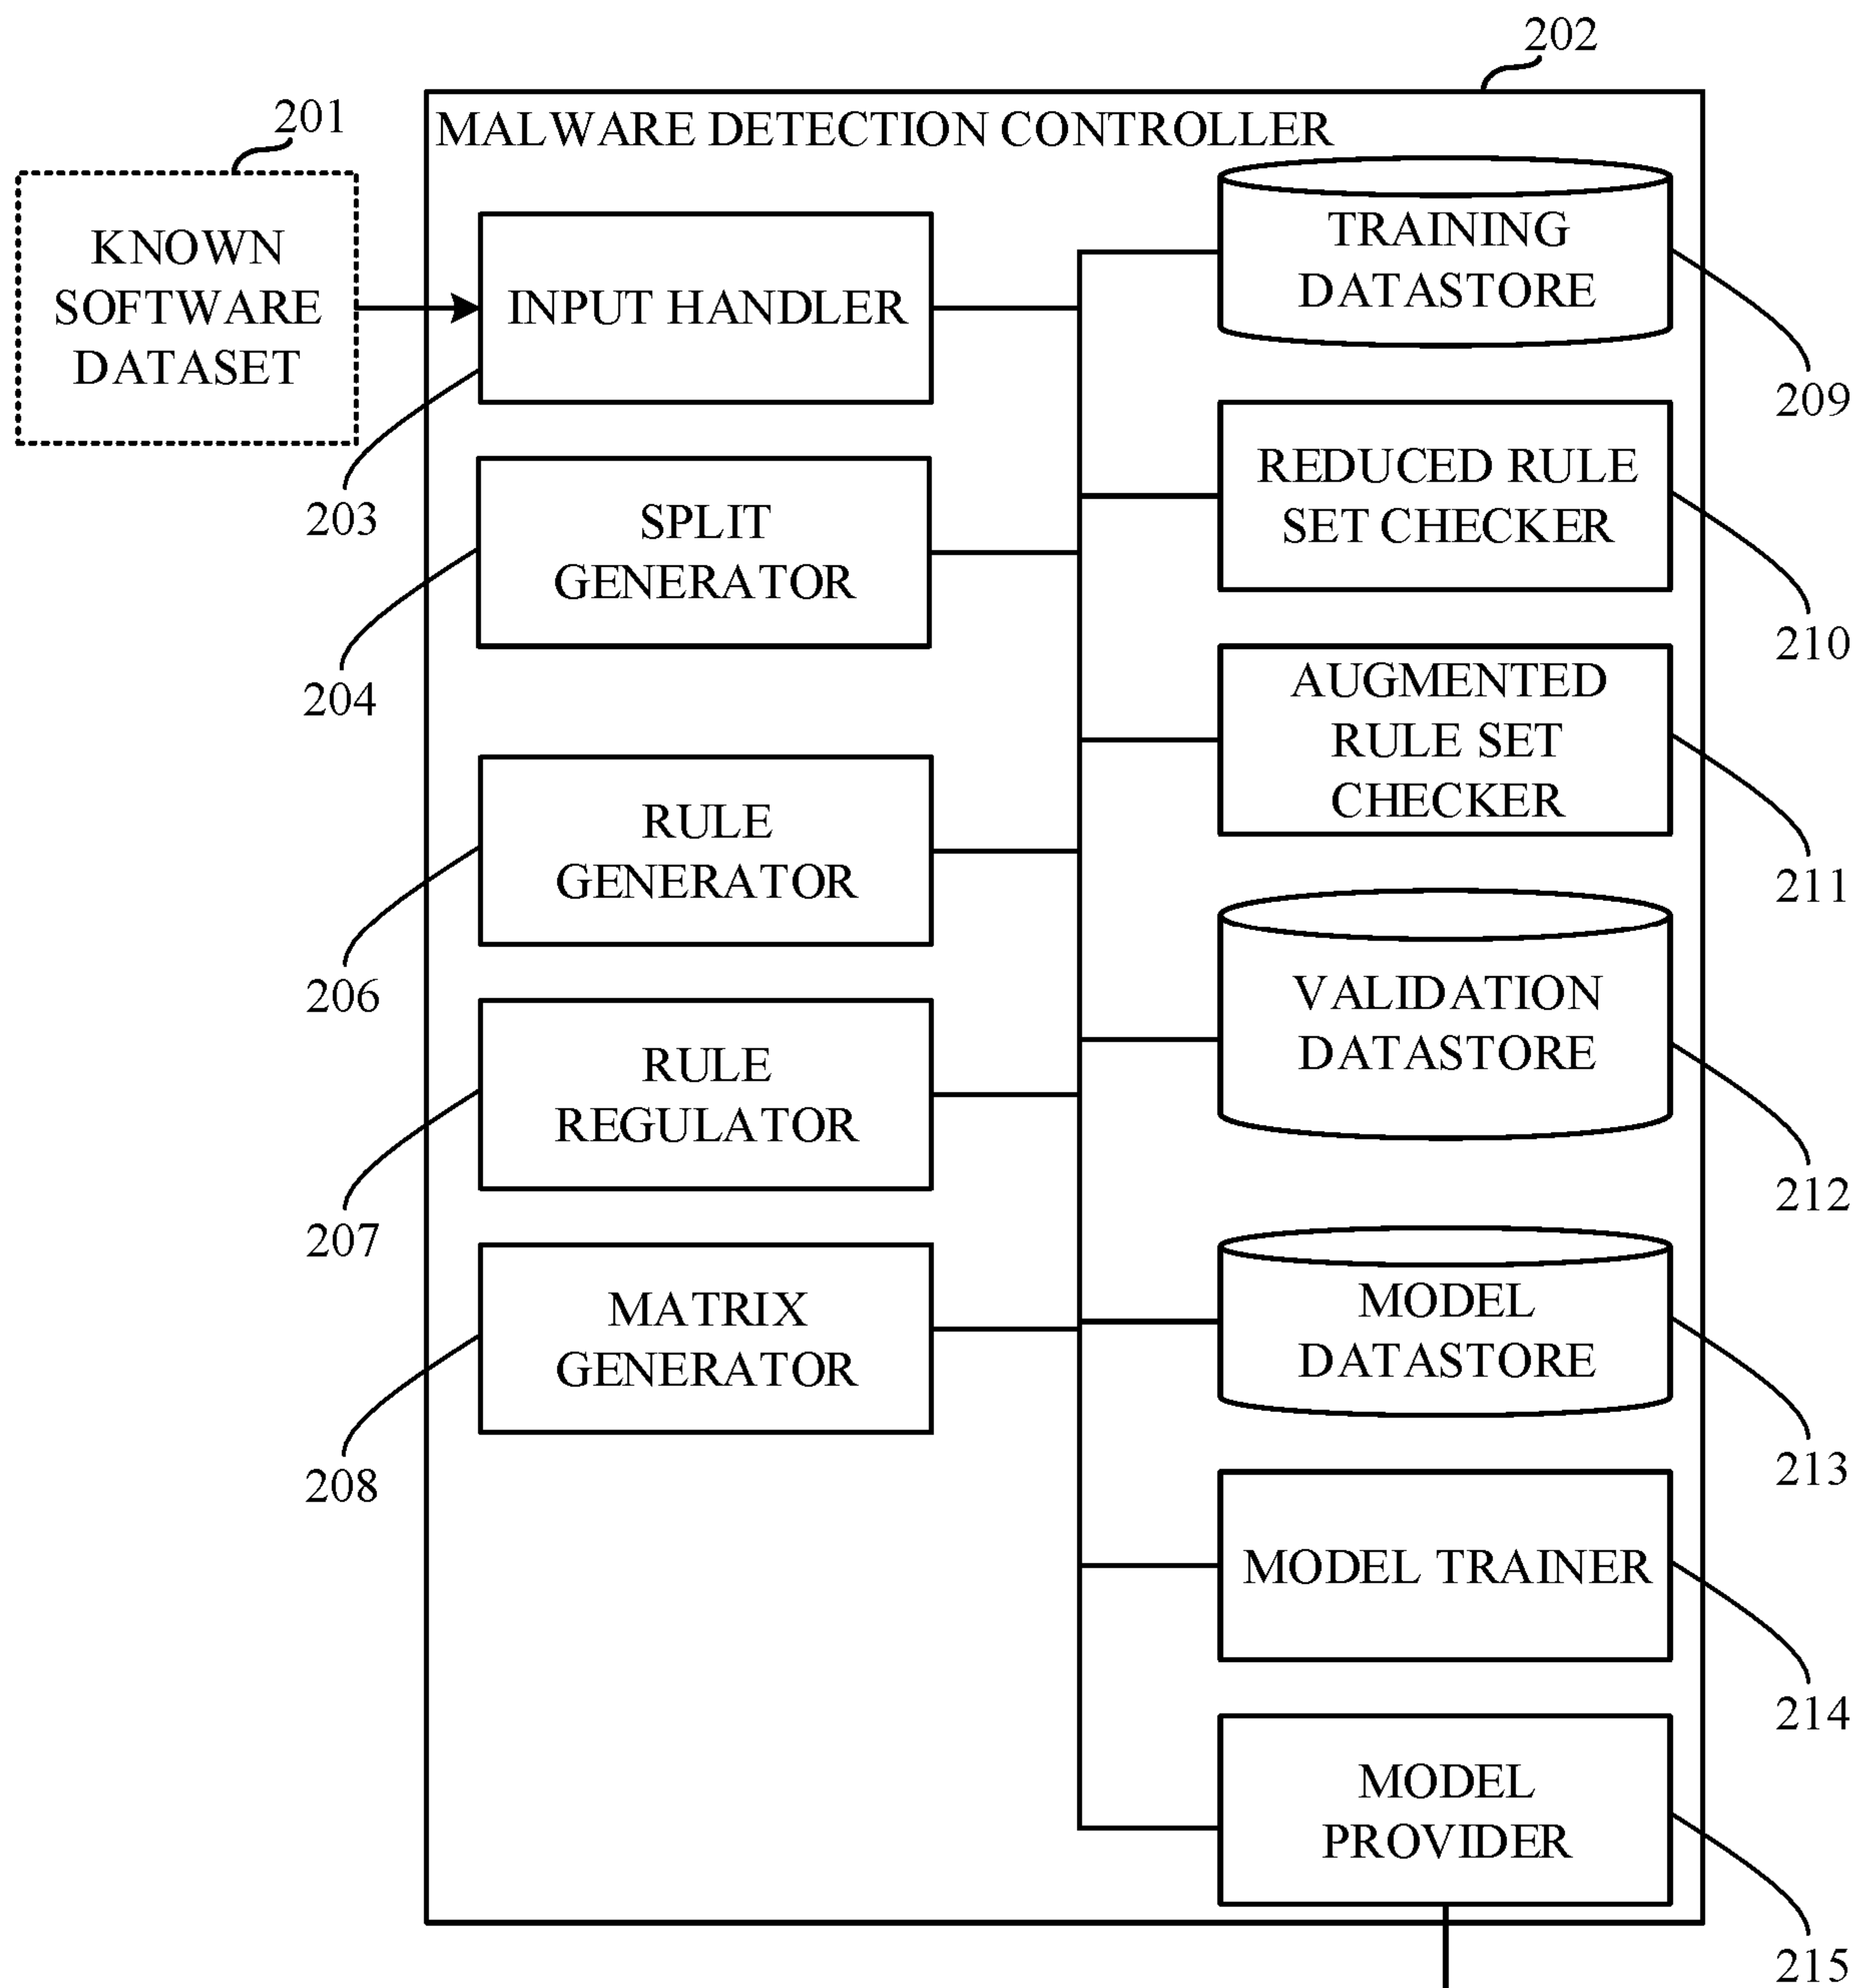 202
201
MALWARE DETECTION CONTROLLER
KNOWN
SOFTWARE
DATASET
INPUT HANDLER
203
SPLIT
GENERATOR
204
RULE
GENERATOR
206
RULE
REGULATOR
207
MATRIX
GENERATOR
208
TRAINING
DATASTORE
209
REDUCED RULE
SET CHECKER
210
AUGMENTED
RULE SET
CHECKER
211
VALIDATION
DATASTORE
212
MODEL
DATASTORE
213
MODEL TRAINER
214
MODEL
PROVIDER
215